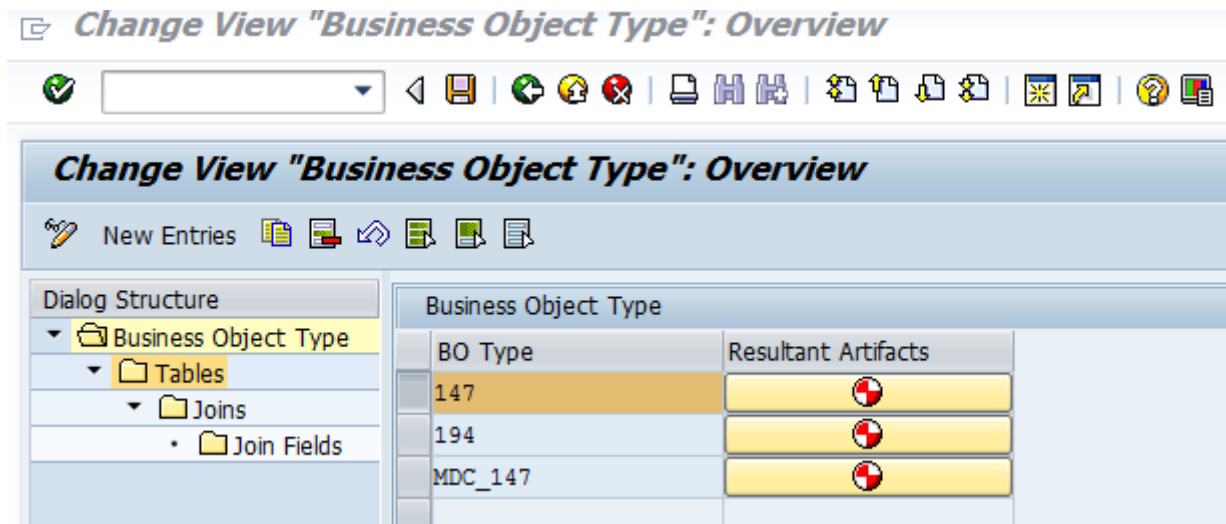 Change View "Business Object Type": Overview
Change View "Business Object Type": Overview
New Entries
Dialog Structure
Business Object Type
Tables
Joins
Join Fields
Business Object Type
BO Type Resultant Artifacts
147
194
MDC_147